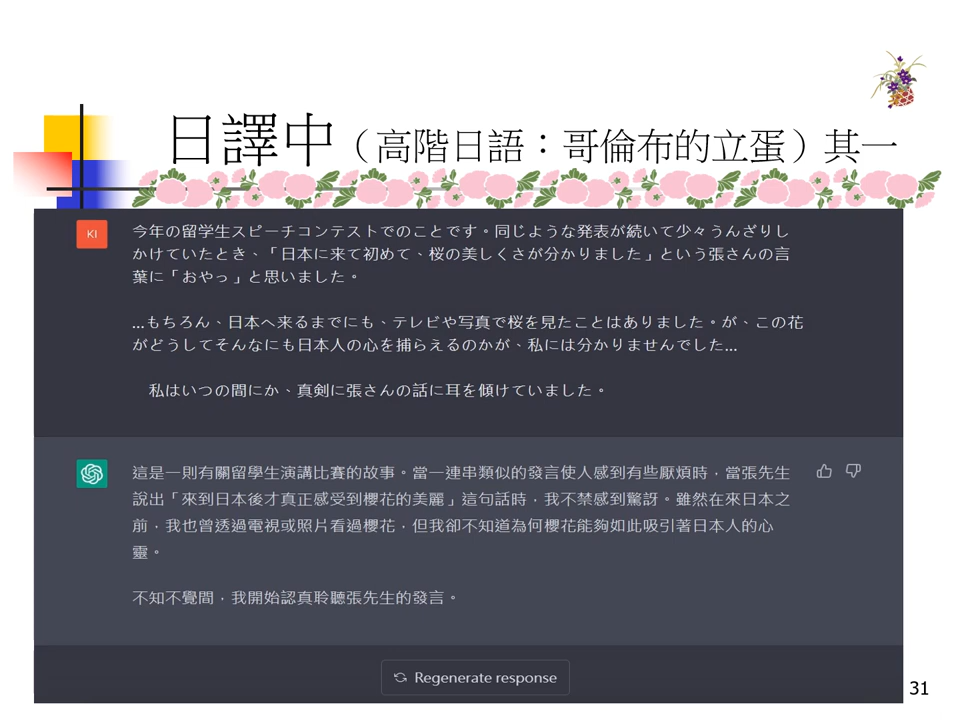 日譯中（高階日語：哥倫布的立蛋）其一
KI
今年の留学生スピーチコンテストでのことです。同じような発表が続いて少々うんざりし
かけていたとき、「日本に来て初めて、桜の美しくさが分かりました」という張さんの言
葉に「おやっ」と思いました。
...もちろん、日本へ来るまでにも、テレビや写真で桜を見たことはありました。が、この花
がどうしてそんなにも日本人の心を捕らえるのかが、私には分かりませんでした...
私はいつの間にか、真剣に張さんの話に耳を傾けていました。
這是一則有關留學生演講比賽的故事。當一連串類似的發言使人感到有些厭煩時，當張先生
說出「來到日本後才真正感受到櫻花的美麗」這句話時，我不禁感到驚訝。雖然在來日本之
前，我也曾透過電視或照片看過櫻花，但我卻不知道為何櫻花能夠如此吸引著日本人的心
靈。
不知不覺間，我開始認真聆聽張先生的發言。
Regenerate response
31